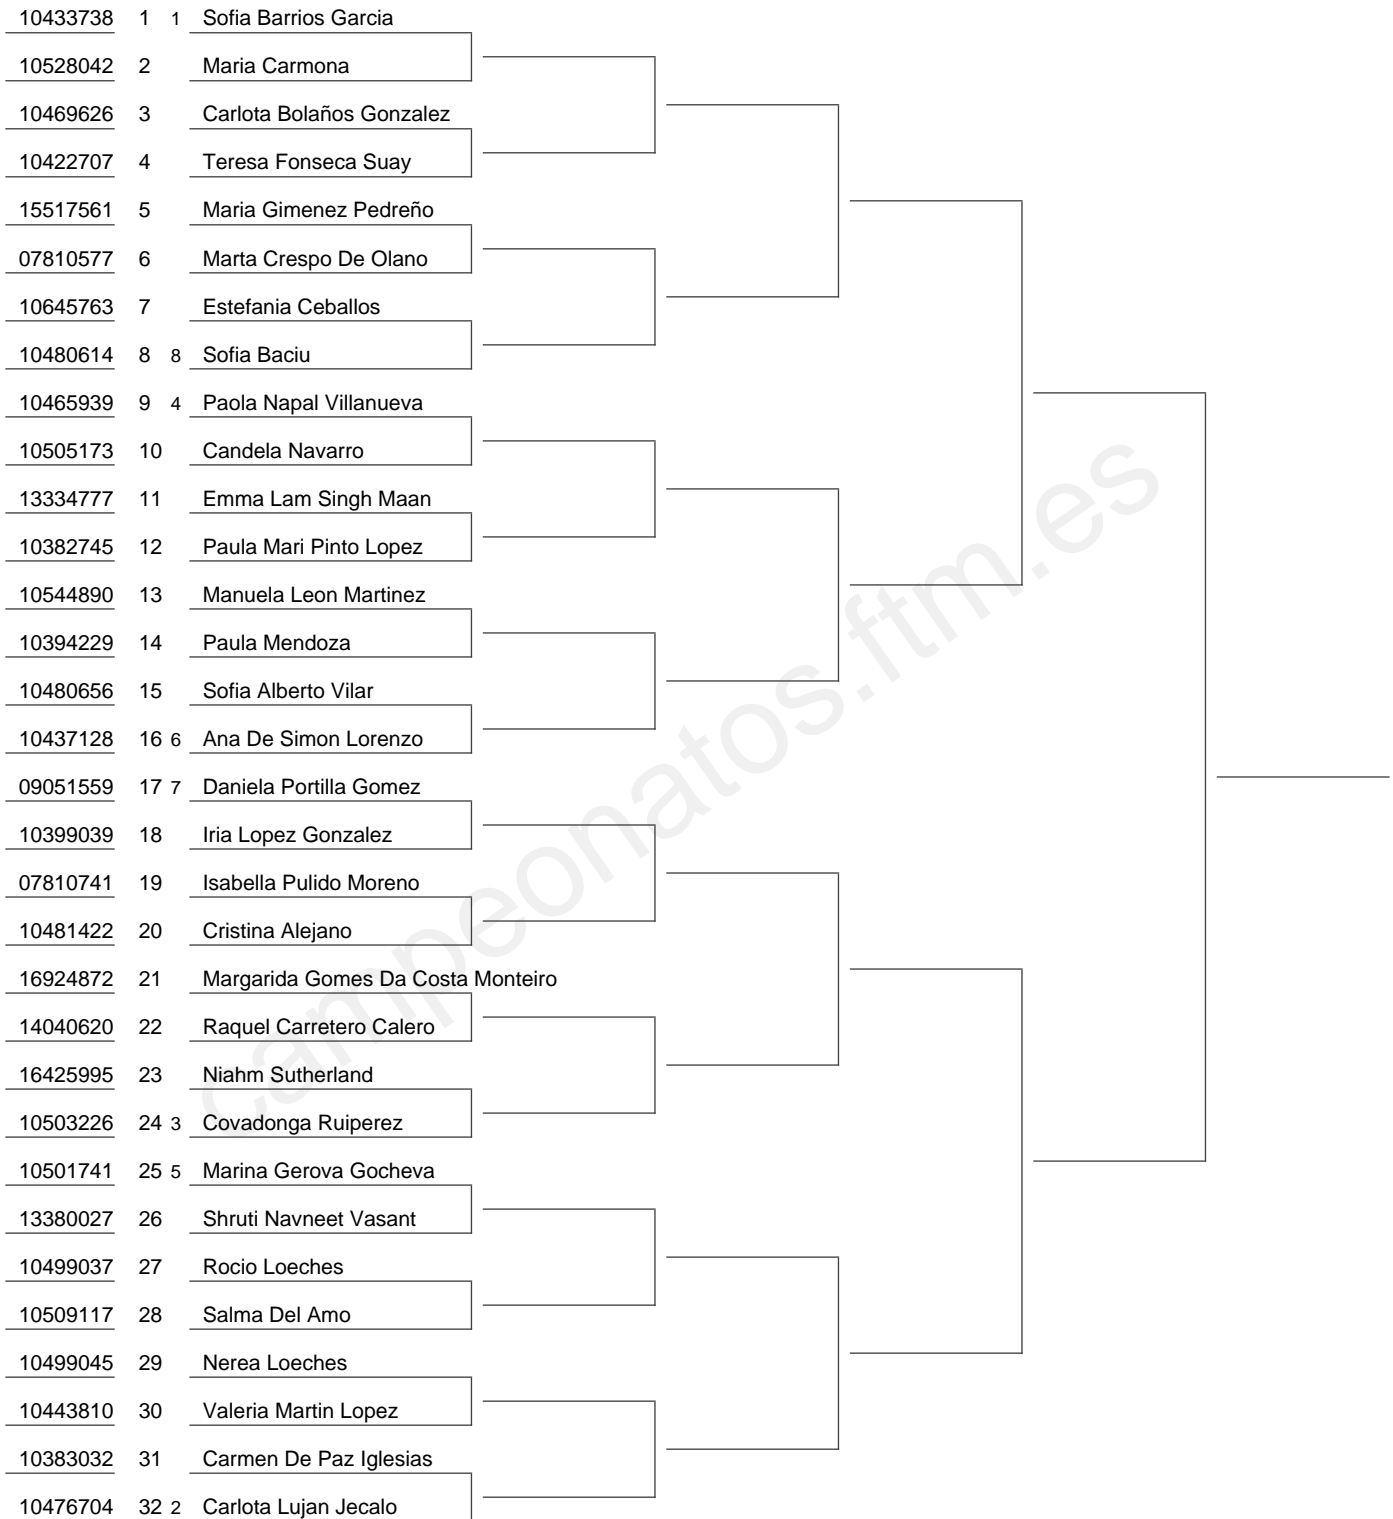 10433738 1 1 Sofia Barrios Garcia
10528042 2 Maria Carmona
10469626 3 Carlota Bolaños Gonzalez
10422707 4 Teresa Fonseca Suay
15517561 5 Maria Gimenez Pedreño
07810577 6 Marta Crespo De Olano
10645763 7 Estefania Ceballos
10480614 8 8 Sofia Baciu
10465939 9 4 Paola Napal Villanueva
10505173 10 Candela Navarro
13334777 11 Emma Lam Singh Maan
10382745 12 Paula Mari Pinto Lopez
10544890 13 Manuela Leon Martinez
10394229 14 Paula Mendoza
10480656 15 Sofia Alberto Vilar
10437128 16 6 Ana De Simon Lorenzo
09051559 17 7 Daniela Portilla Gomez
10399039 18 Iria Lopez Gonzalez
07810741 19 Isabella Pulido Moreno
10481422 20 Cristina Alejano
16924872 21 Margarida Gomes Da Costa Monteiro
14040620 22 Raquel Carretero Calero
16425995 23 Niahm Sutherland
10503226 24 3 Covadonga Ruiperez
10501741 25 5 Marina Gerova Gocheva
13380027 26 Shruti Navneet Vasant
10499037 27 Rocio Loeches
10509117 28 Salma Del Amo
10499045 29 Nerea Loeches
10443810 30 Valeria Martin Lopez
10383032 31 Carmen De Paz Iglesias
10476704 32 2 Carlota Lujan Jecalo
campeonatos.ftm.es